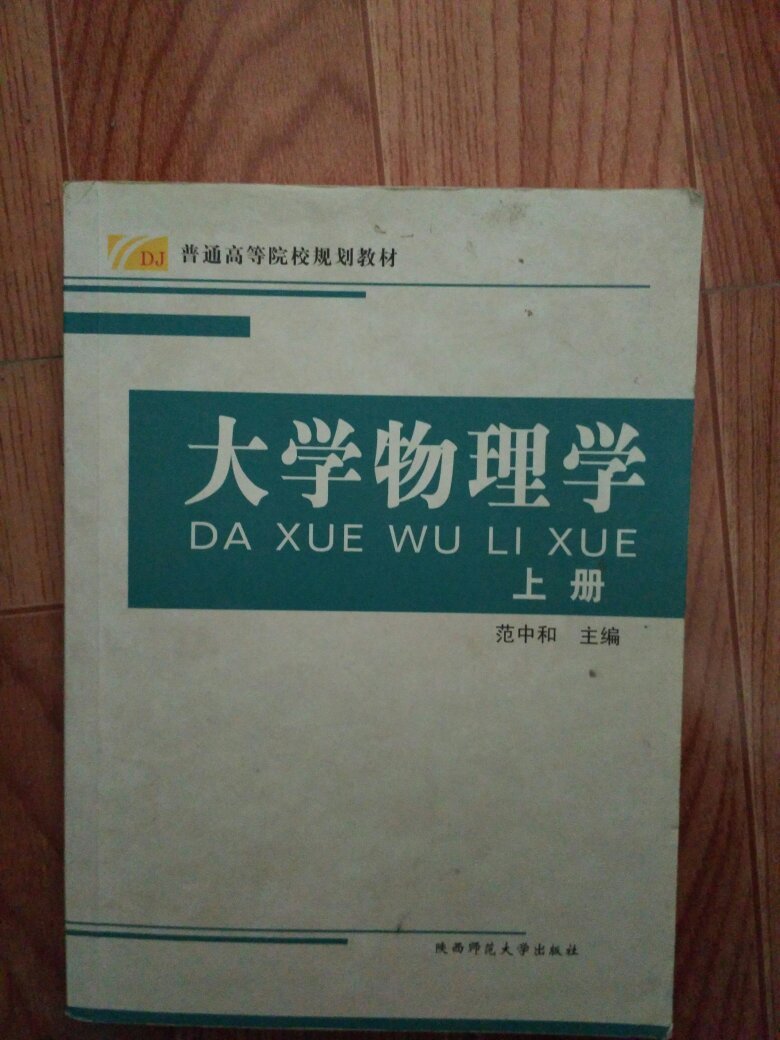 DJ 普通高等院校规划教材
大学物理学
DA XUE WU LI XUE
上册
范中和 主编
陕西师范大学出版社